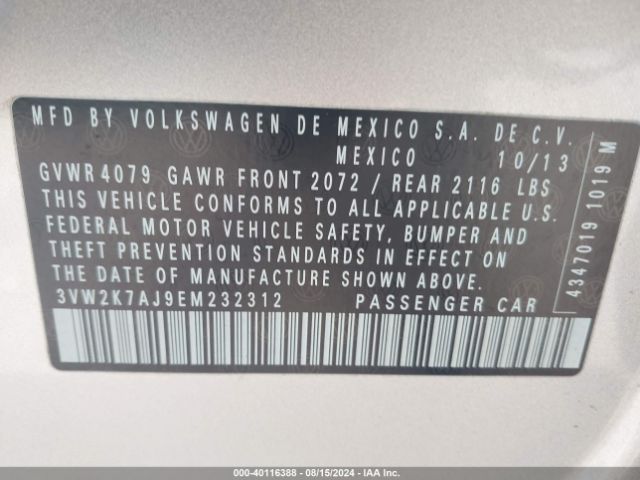 MFD BY VOLKSWAGEN DE MEXICO S.A. DE C.V.
MEXICO 10/13
GVWR 4079 GAWR FRONT 2072 / REAR 2116 LBS
THIS VEHICLE CONFORMS TO ALL APPLICABLE U.S.
FEDERAL MOTOR VEHICLE SAFETY, BUMPER AND
THEFT PREVENTION STANDARDS IN EFFECT ON
THE DATE OF MANUFACTURE SHOWN ABOVE.
3VW2K7AJ9EM232312 PASSENGER CAR
4347019 1019 M
000-40116388 - 08/15/2024 - IAA Inc.